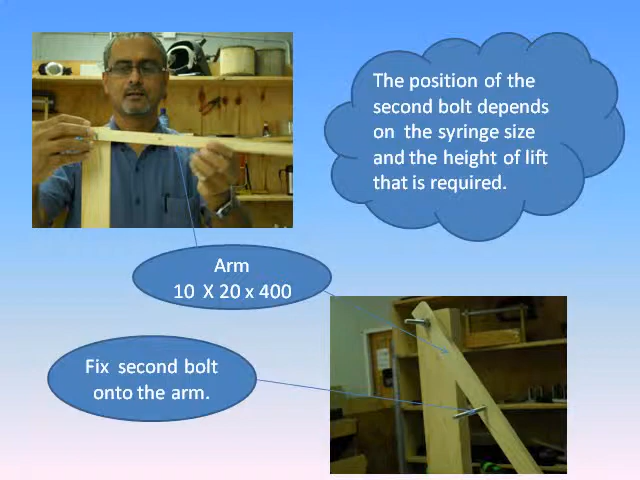 The position of the
second bolt depends
on the syringe size
and the height of lift
that is required.
Arm
10 X 20 x 400
Fix second bolt
onto the arm.